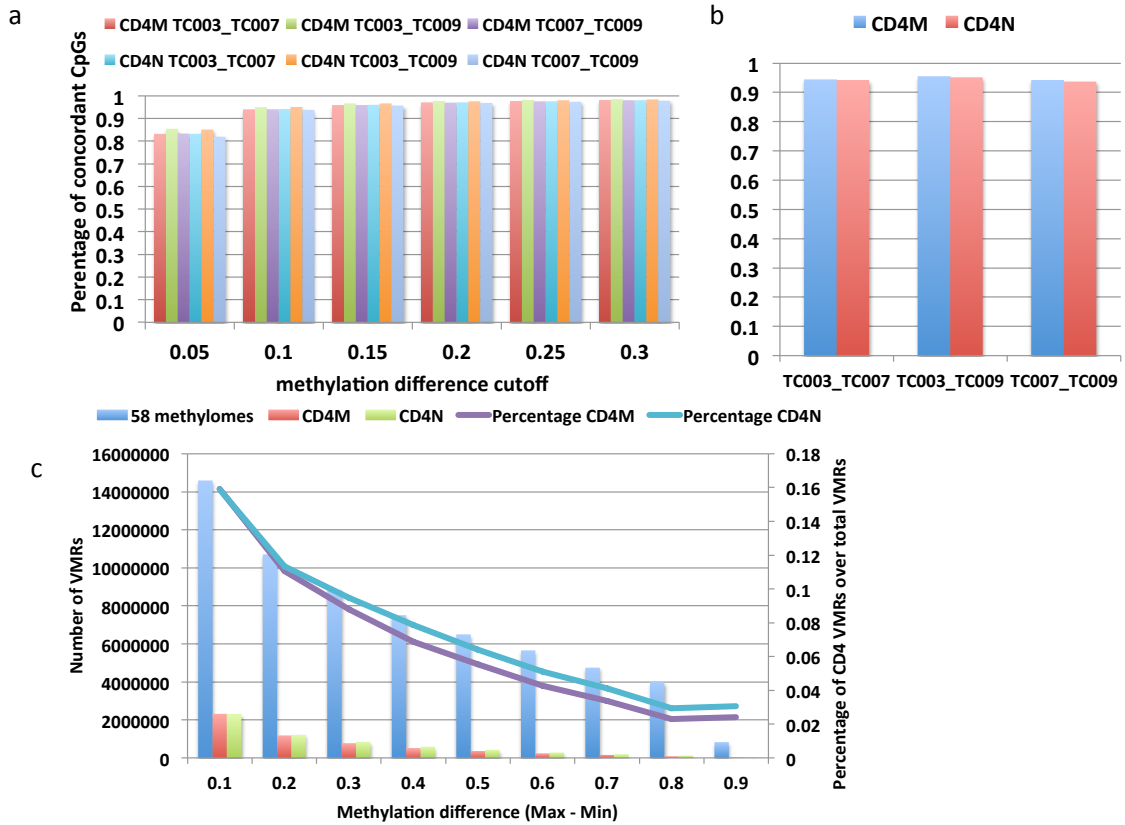 a
CD4M TC003_TC007 CD4M TC003_TC009 CD4M TC007_TC009
CD4N TC003_TC007 CD4N TC003_TC009 CD4N TC007_TC009
Perentage of concordant CpGs
1
0.9
0.8
0.7
0.6
0.5
0.4
0.3
0.2
0.1
0
0.05 0.1 0.15 0.2 0.25 0.3
methylation difference cutoff
b
CD4M CD4N
1
0.9
0.8
0.7
0.6
0.5
0.4
0.3
0.2
0.1
0
TC003_TC007 TC003_TC009 TC007_TC009
c
58 methylomes CD4M CD4N Percentage CD4M Percentage CD4N
Number of VMRs
16000000
14000000
12000000
10000000
8000000
6000000
4000000
2000000
0
0.1 0.2 0.3 0.4 0.5 0.6 0.7 0.8 0.9
Methylation difference (Max - Min)
0.18
0.16
0.14
0.12
0.1
0.08
0.06
0.04
0.02
0
Percentage of CD4 VMRs over total VMRs